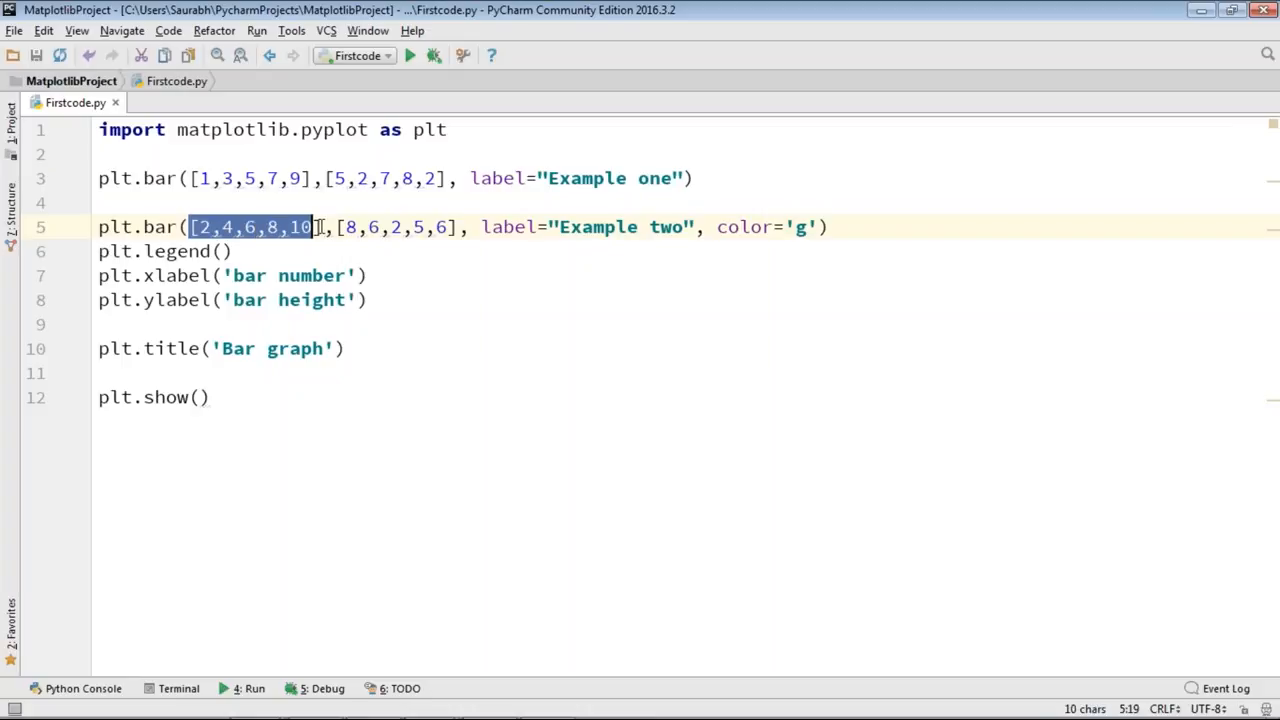 MatplotlibProject - [C:\Users\Saurabh\PycharmProjects\MatplotlibProject] - ...\Firstcode.py - PyCharm Community Edition 2016.3.2
File Edit View Navigate Code Refactor Run Tools VCS Window Help
Firstcode
MatplotlibProject Firstcode.py
Firstcode.py
1: Project
Z: Structure
2: Favorites
1 import matplotlib.pyplot as plt
2
3 plt.bar([1,3,5,7,9],[5,2,7,8,2], label="Example one")
4
5 plt.bar([2,4,6,8,10],[8,6,2,5,6], label="Example two", color='g')
6 plt.legend()
7 plt.xlabel('bar number')
8 plt.ylabel('bar height')
9
10 plt.title('Bar graph')
11
12 plt.show()
Python Console Terminal 4: Run 5: Debug 6: TODO Event Log
10 chars 5:19 CRLF UTF-8